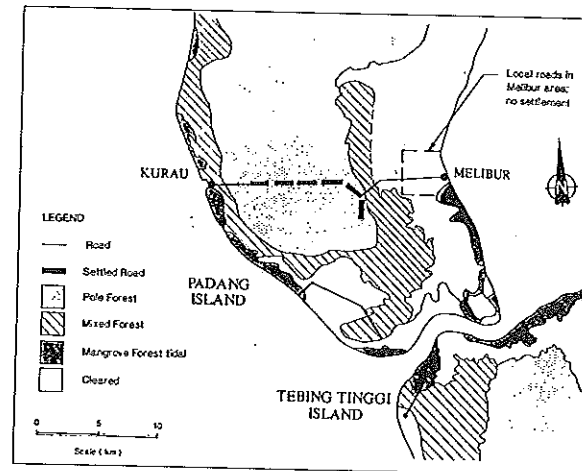 Local roads in
Melibur area;
no settlement
KURAU
MELIBUR
N
LEGEND
Road
Settled Road
Pole Forest
Mixed Forest
Mangrove Forest tidal
Cleared
PADANG
ISLAND
TEBING TINGGI
ISLAND
0 5 10
Scale (km)